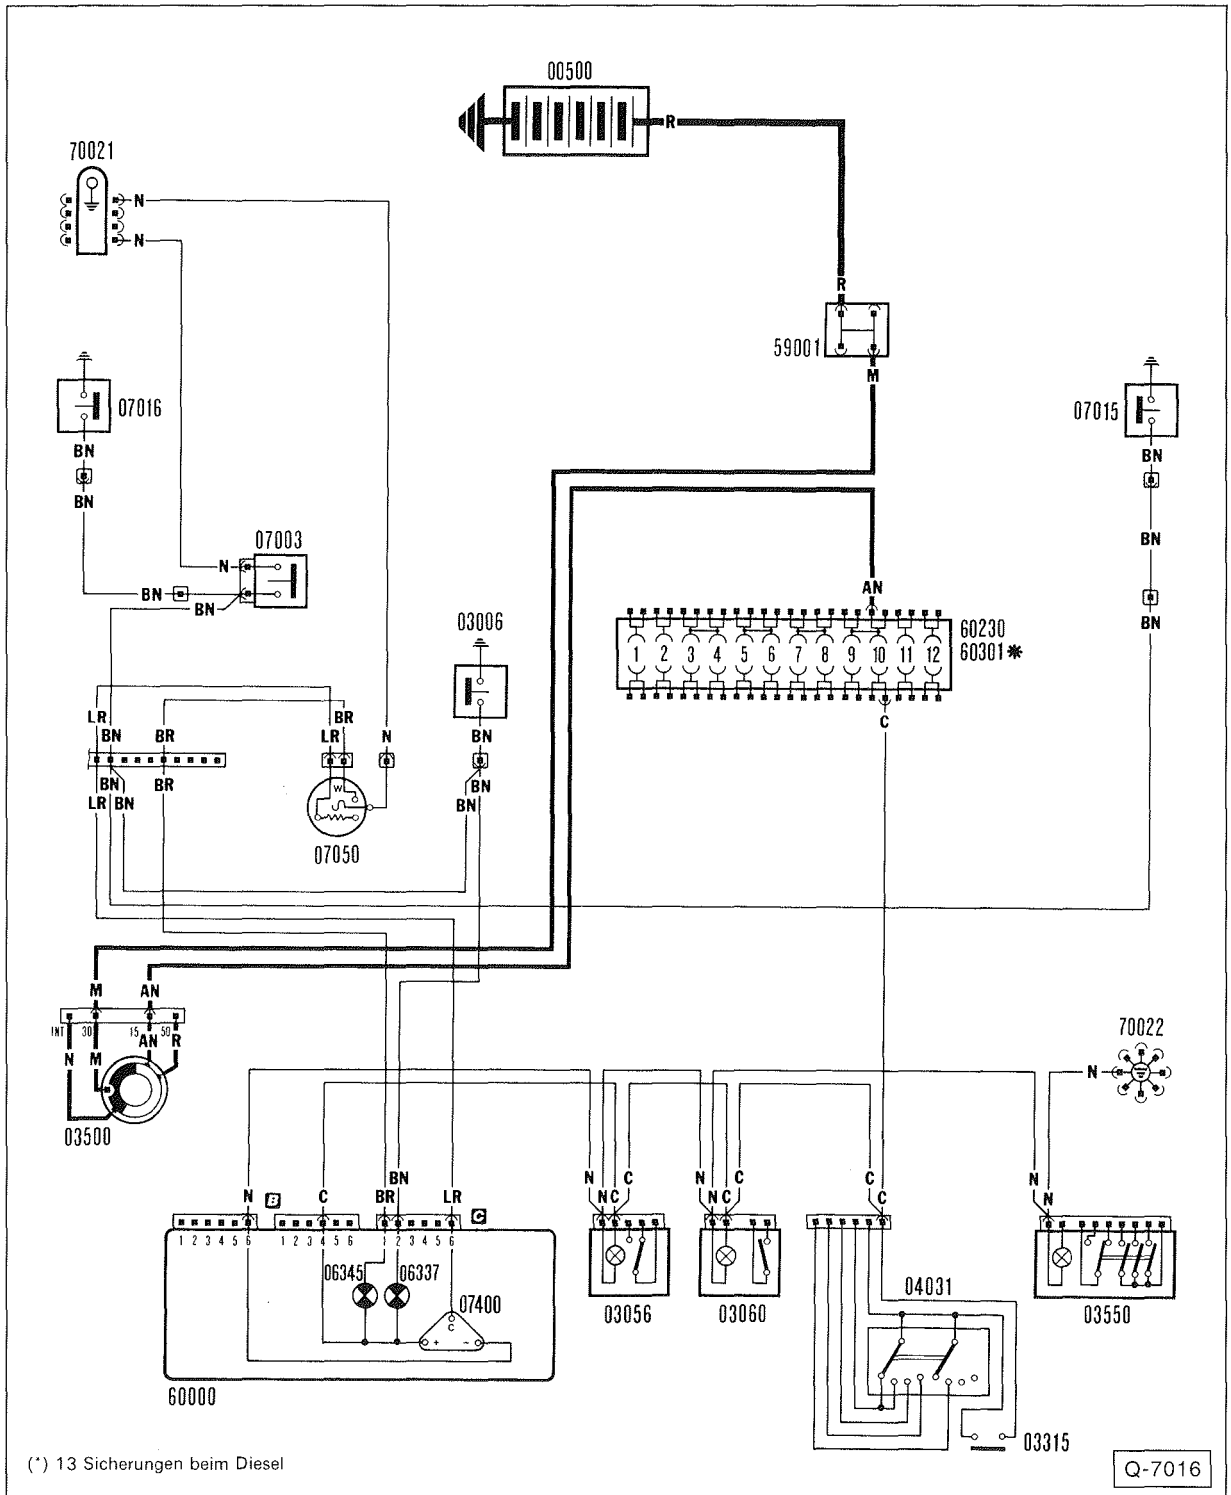 00500
R
70021
N
N
R
59001
M
07016
07015
BN
BN
BN
BN
BN
07003
N
BN
BN
AN
03006
1 2 3 4 5 6 7 8 9 10 11 12
60230
60301*
C
LR
BN
BR
BR
LR
N
BN
BN
LR
BN
BR
BN
BN
W
07050
M
AN
INT
30
15
50
N
M
AN
R
03500
70022
N
N
B
C
BR
BN
LR
C
N
N
C
C
N
N
C
C
C
C
N
N
1 2 3 4 5 6
1 2 3 4 5 6
1 2 3 4 5 6
06345
06337
07400
C
+
-
60000
03056
03060
04031
03550
03315
(*) 13 Sicherungen beim Diesel
Q-7016